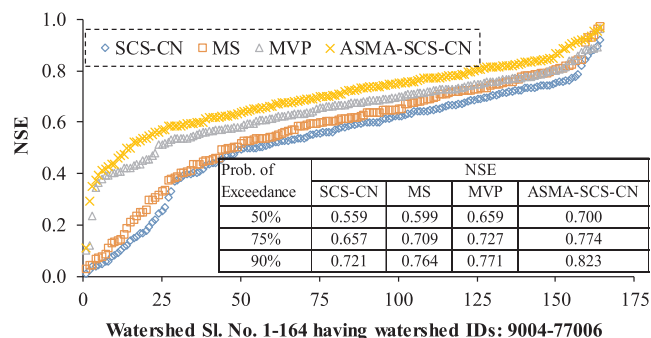 1.0
0.8
0.6
0.4
0.2
0.0
NSE
SCS-CN MS MVP ASMA-SCS-CN
Prob. of Exceedance NSE
SCS-CN MS MVP ASMA-SCS-CN
50% 0.559 0.599 0.659 0.700
75% 0.657 0.709 0.727 0.774
90% 0.721 0.764 0.771 0.823
0 25 50 75 100 125 150 175
Watershed Sl. No. 1-164 having watershed IDs: 9004-77006